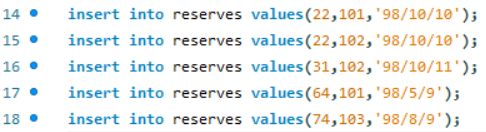 14 insert into reserves values(22,101,'98/10/10');
15 insert into reserves values(22,102,'98/10/10');
16 insert into reserves values(31,102,'98/10/11');
17 insert into reserves values(64,101,'98/5/9');
18 insert into reserves values(74,103,'98/8/9');